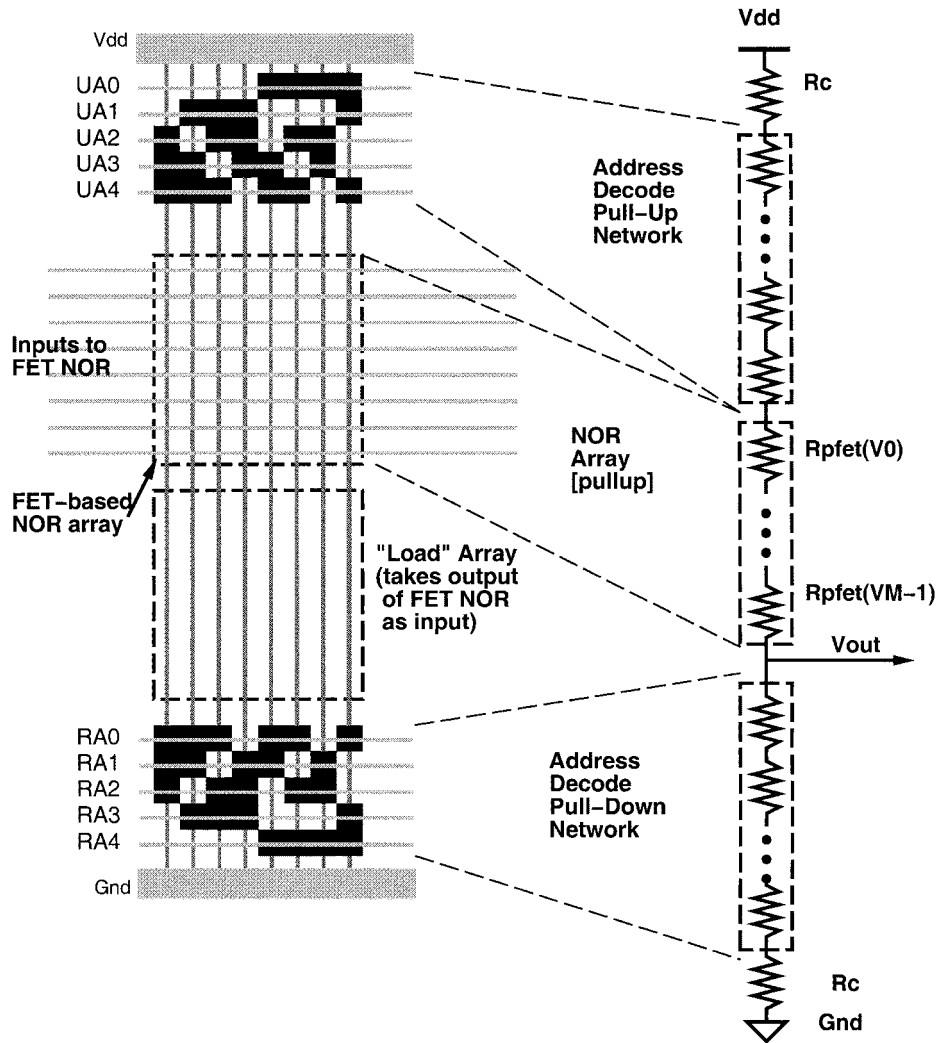 Vdd
UA0
UA1
UA2
UA3
UA4
Inputs to
FET NOR
FET-based
NOR array
"Load" Array
(takes output
of FET NOR
as input)
RA0
RA1
RA2
RA3
RA4
Gnd
Vdd
Rc
Address
Decode
Pull-Up
Network
NOR
Array
[pullup]
Rpfet(V0)
Rpfet(VM-1)
Vout
Address
Decode
Pull-Down
Network
Rc
Gnd